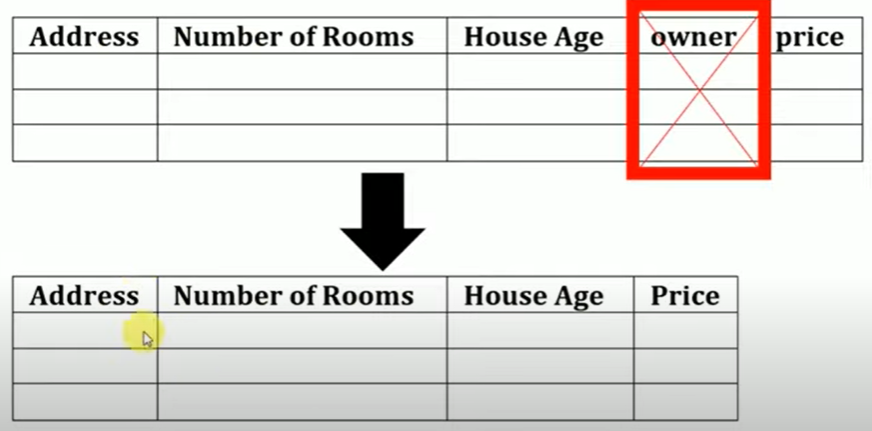 Address Number of Rooms House Age owner price
Address Number of Rooms House Age Price